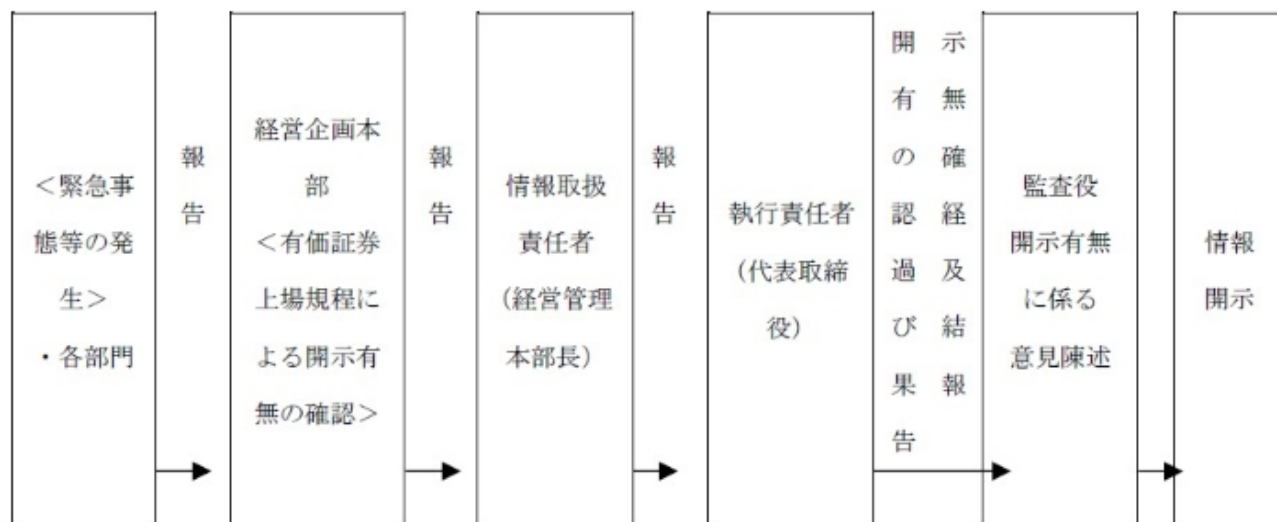 <緊急事
態等の発
生>
・各部門
報
告
経営企画本
部
<有価証券
上場規程に
よる開示有
無の確認>
報
告
情報取扱
責任者
(経営管理
本部長)
報
告
執行責任者
(代表取締
役)
開示
有無
の確
認経
過及
び結
果報
告
監査役
開示有無
に係る
意見陳述
情報
開示